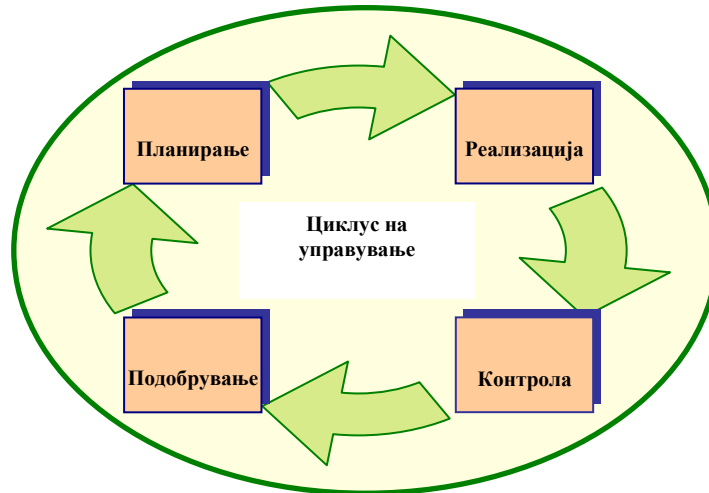 Планирање
Реализација
Циклус на
управување
Подобрување
Контрола